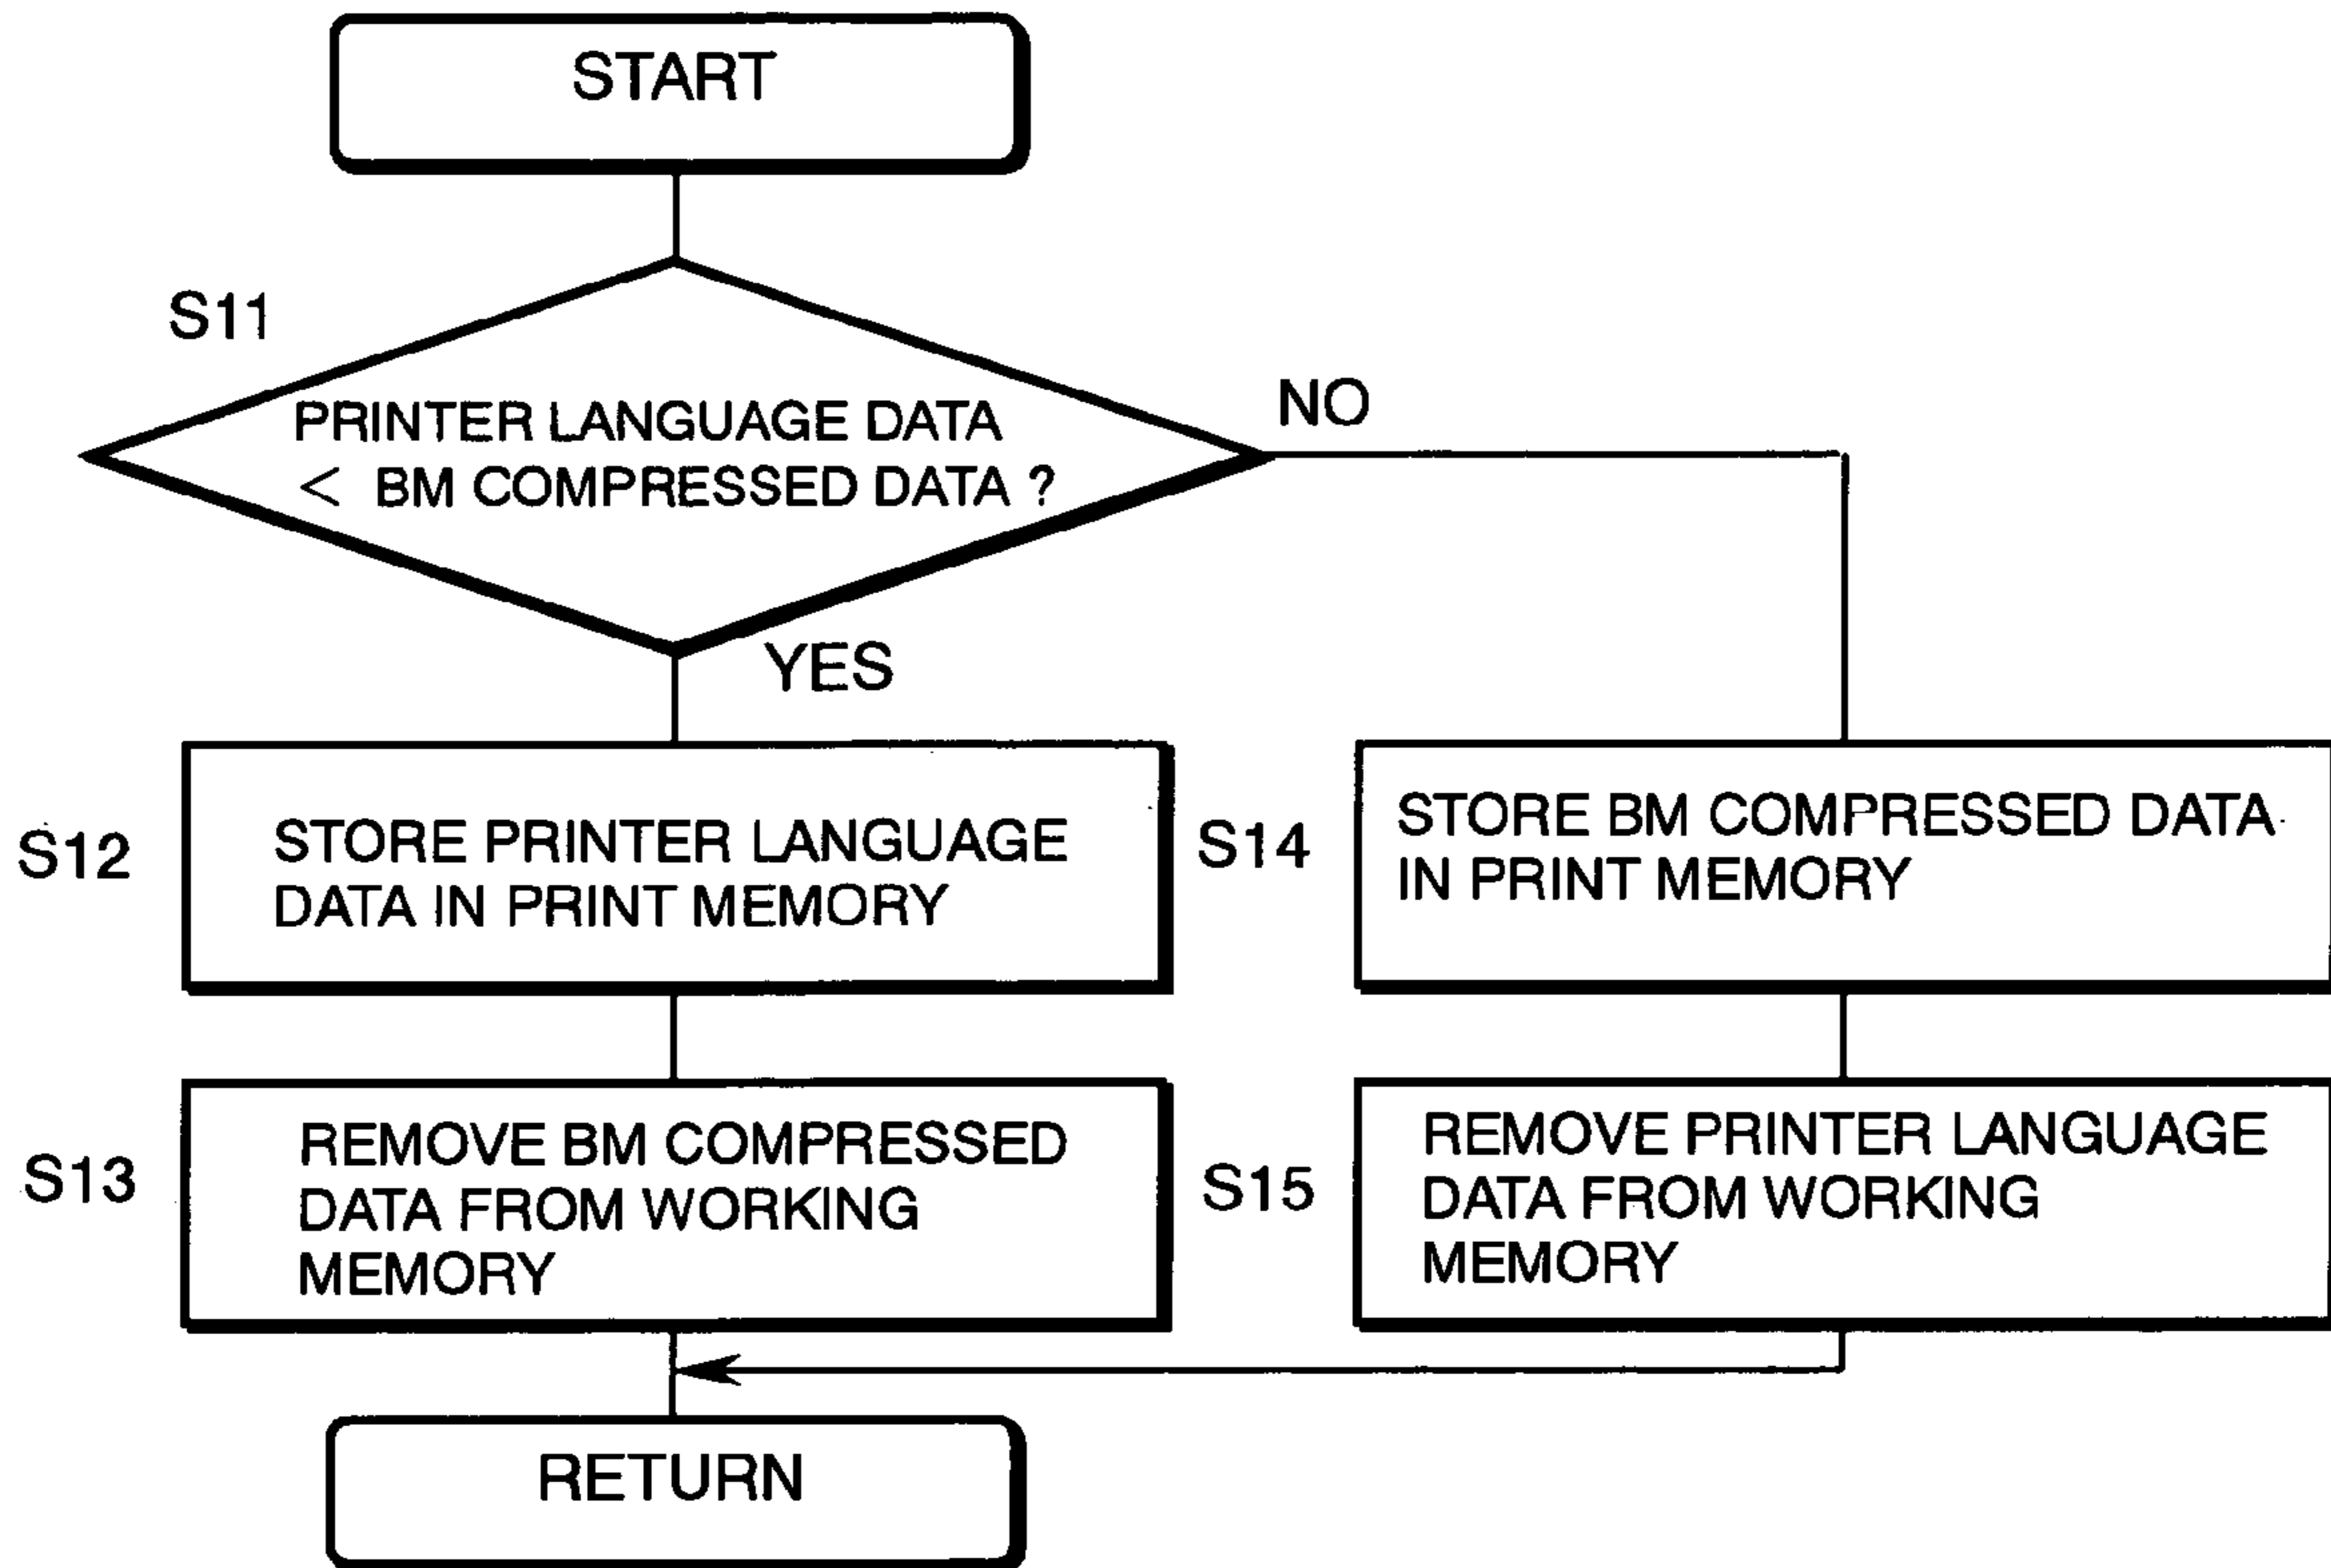 START
S11
PRINTER LANGUAGE DATA
< BM COMPRESSED DATA ?
NO
YES
S12
STORE PRINTER LANGUAGE
DATA IN PRINT MEMORY
S14
STORE BM COMPRESSED DATA
IN PRINT MEMORY
S13
REMOVE BM COMPRESSED
DATA FROM WORKING
MEMORY
S15
REMOVE PRINTER LANGUAGE
DATA FROM WORKING
MEMORY
RETURN